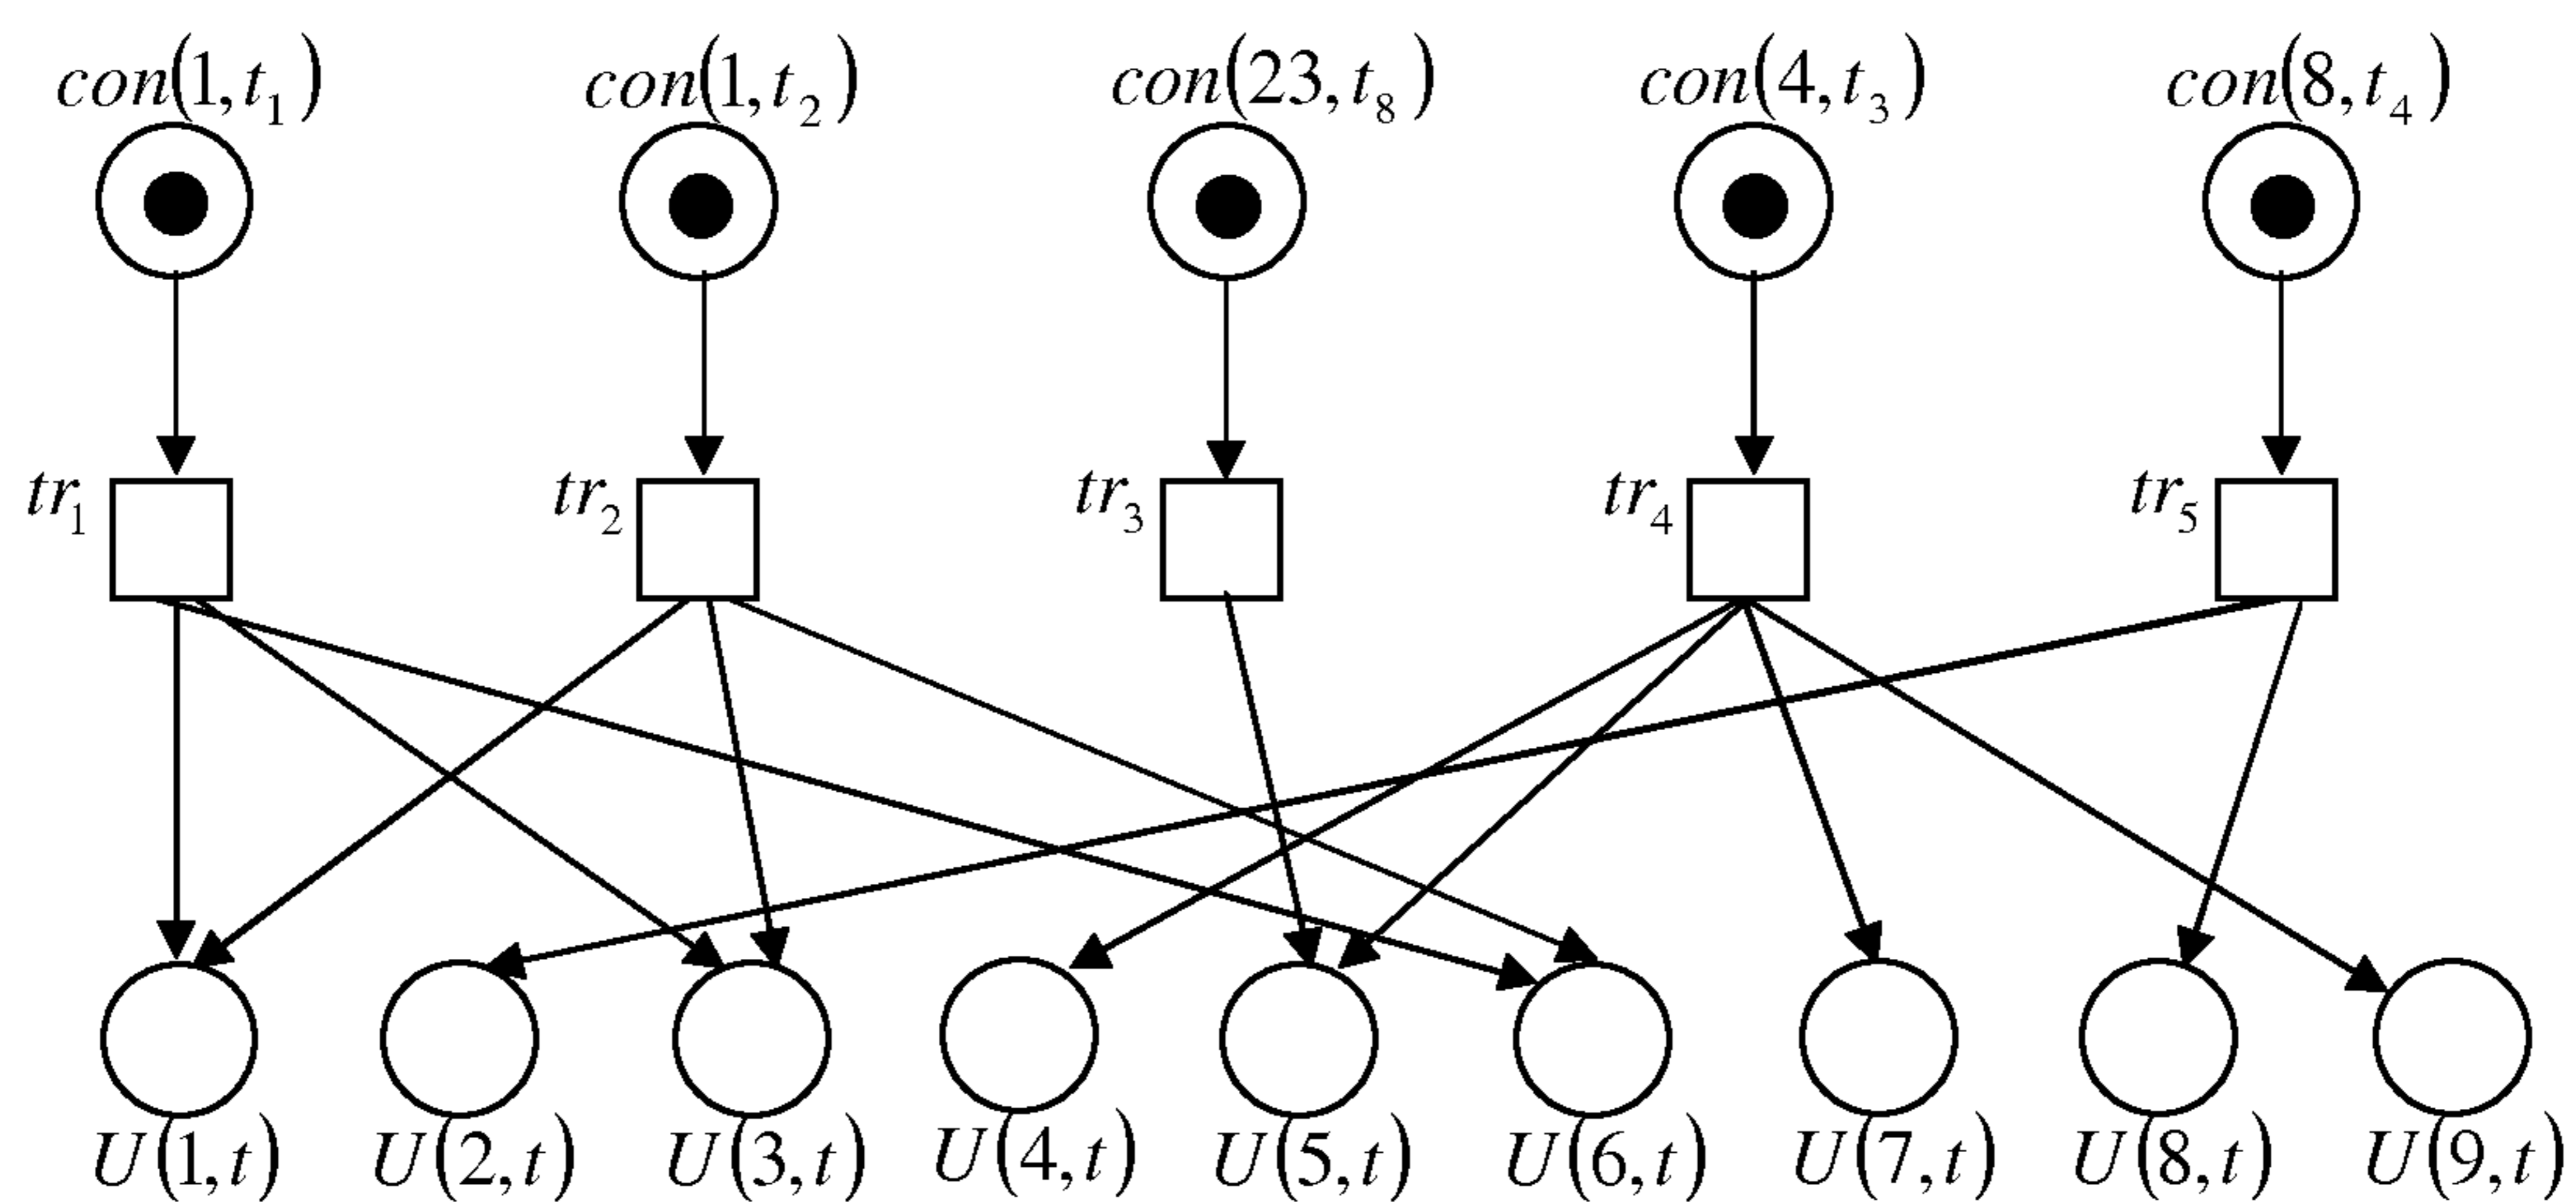 con(1,t₁) con(1,t₂) con(23,t₈) con(4,t₃) con(8,t₄)
tr₁ tr₂ tr₃ tr₄ tr₅
U(1,t) U(2,t) U(3,t) U(4,t) U(5,t) U(6,t) U(7,t) U(8,t) U(9,t)